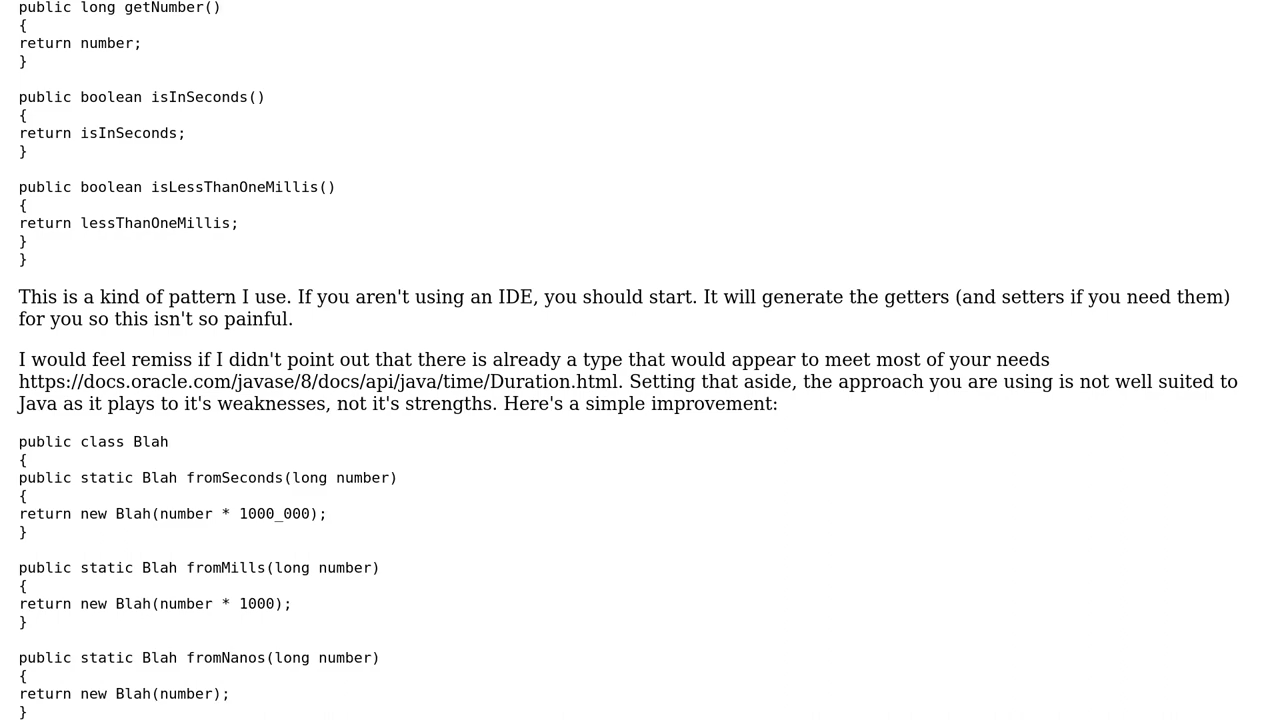 public long getNumber()
{
return number;
}
public boolean isInSeconds()
{
return isInSeconds;
}
public boolean isLessThanOneMillis()
{
return lessThanOneMillis;
}
}
This is a kind of pattern I use. If you aren't using an IDE, you should start. It will generate the getters (and setters if you need them)
for you so this isn't so painful.
I would feel remiss if I didn't point out that there is already a type that would appear to meet most of your needs
https://docs.oracle.com/javase/8/docs/api/java/time/Duration.html. Setting that aside, the approach you are using is not well suited to
Java as it plays to it's weaknesses, not it's strengths. Here's a simple improvement:
public class Blah
{
public static Blah fromSeconds(long number)
{
return new Blah(number * 1000_000);
}
public static Blah fromMills(long number)
{
return new Blah(number * 1000);
}
public static Blah fromNanos(long number)
{
return new Blah(number);
}